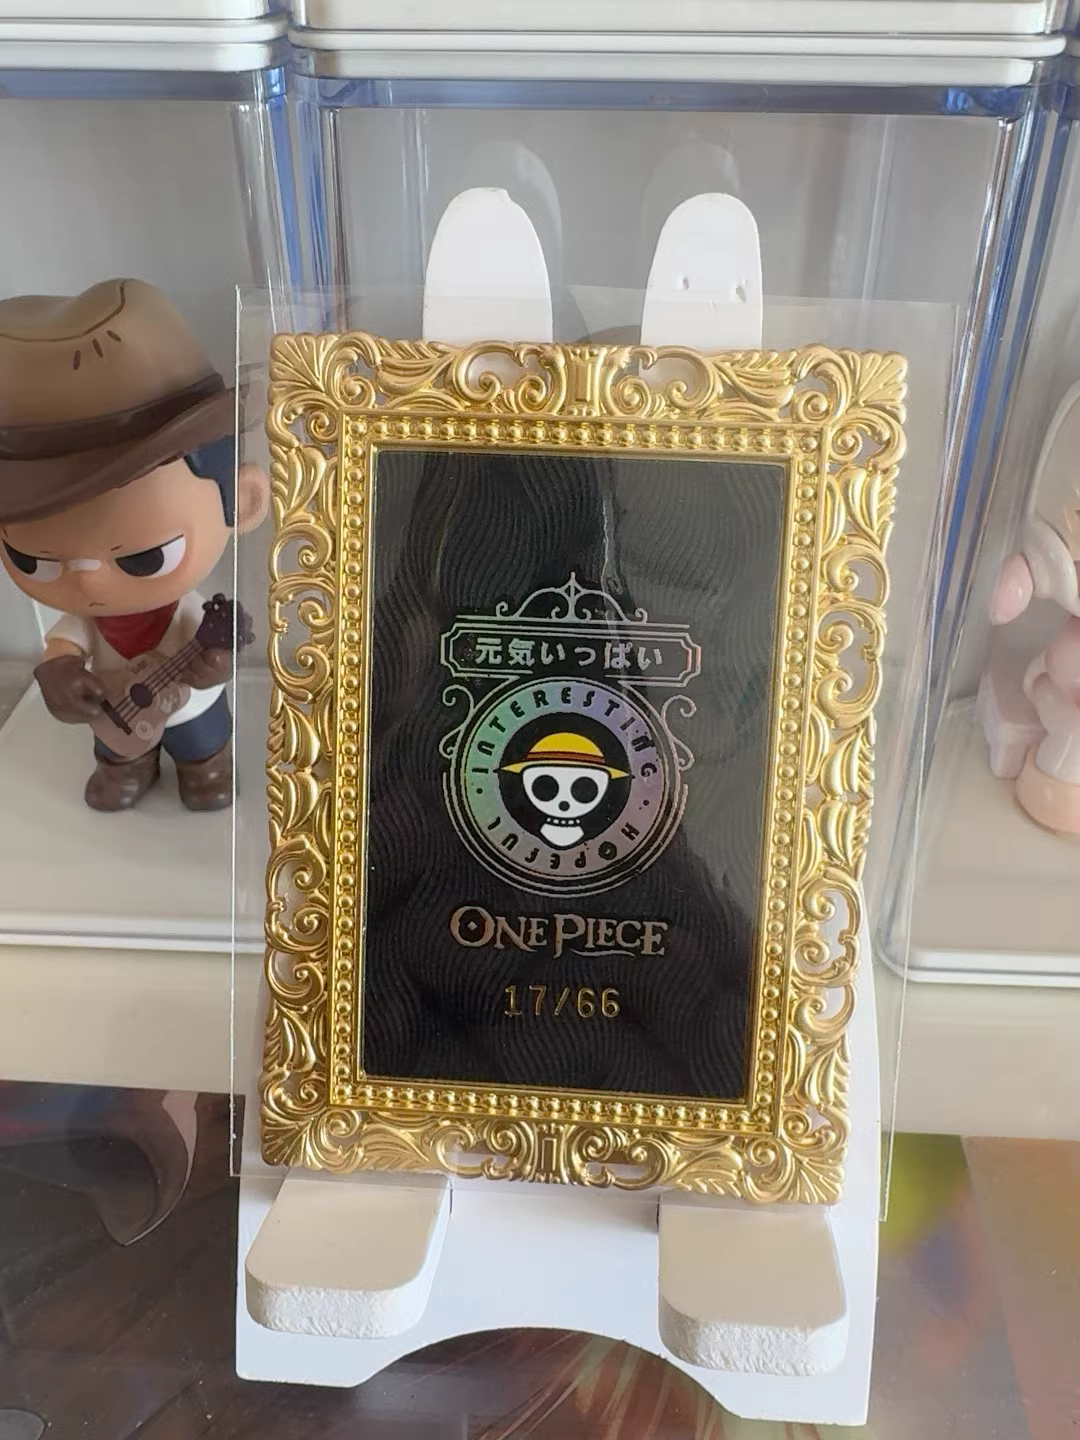 元気いっぱい
INTERESTING
· HOPEFUL ·
ONE PIECE
17/66